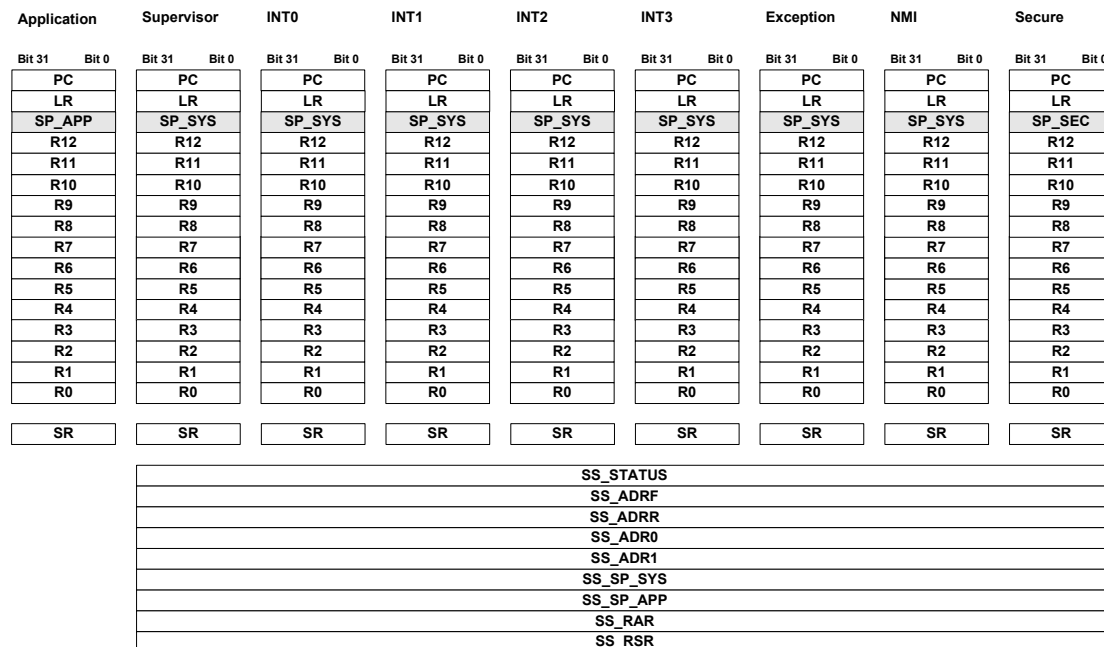 Application Supervisor INT0 INT1 INT2 INT3 Exception NMI Secure
Bit 31 Bit 0 Bit 31 Bit 0 Bit 31 Bit 0 Bit 31 Bit 0 Bit 31 Bit 0 Bit 31 Bit 0 Bit 31 Bit 0 Bit 31 Bit 0 Bit 31 Bit 0
PC PC PC PC PC PC PC PC PC
LR LR LR LR LR LR LR LR LR
SP_APP SP_SYS SP_SYS SP_SYS SP_SYS SP_SYS SP_SYS SP_SYS SP_SEC
R12 R12 R12 R12 R12 R12 R12 R12 R12
R11 R11 R11 R11 R11 R11 R11 R11 R11
R10 R10 R10 R10 R10 R10 R10 R10 R10
R9 R9 R9 R9 R9 R9 R9 R9 R9
R8 R8 R8 R8 R8 R8 R8 R8 R8
R7 R7 R7 R7 R7 R7 R7 R7 R7
R6 R6 R6 R6 R6 R6 R6 R6 R6
R5 R5 R5 R5 R5 R5 R5 R5 R5
R4 R4 R4 R4 R4 R4 R4 R4 R4
R3 R3 R3 R3 R3 R3 R3 R3 R3
R2 R2 R2 R2 R2 R2 R2 R2 R2
R1 R1 R1 R1 R1 R1 R1 R1 R1
R0 R0 R0 R0 R0 R0 R0 R0 R0
SR SR SR SR SR SR SR SR SR
SS_STATUS
SS_ADRF
SS_ADRR
SS_ADR0
SS_ADR1
SS_SP_SYS
SS_SP_APP
SS_RAR
SS_RSR